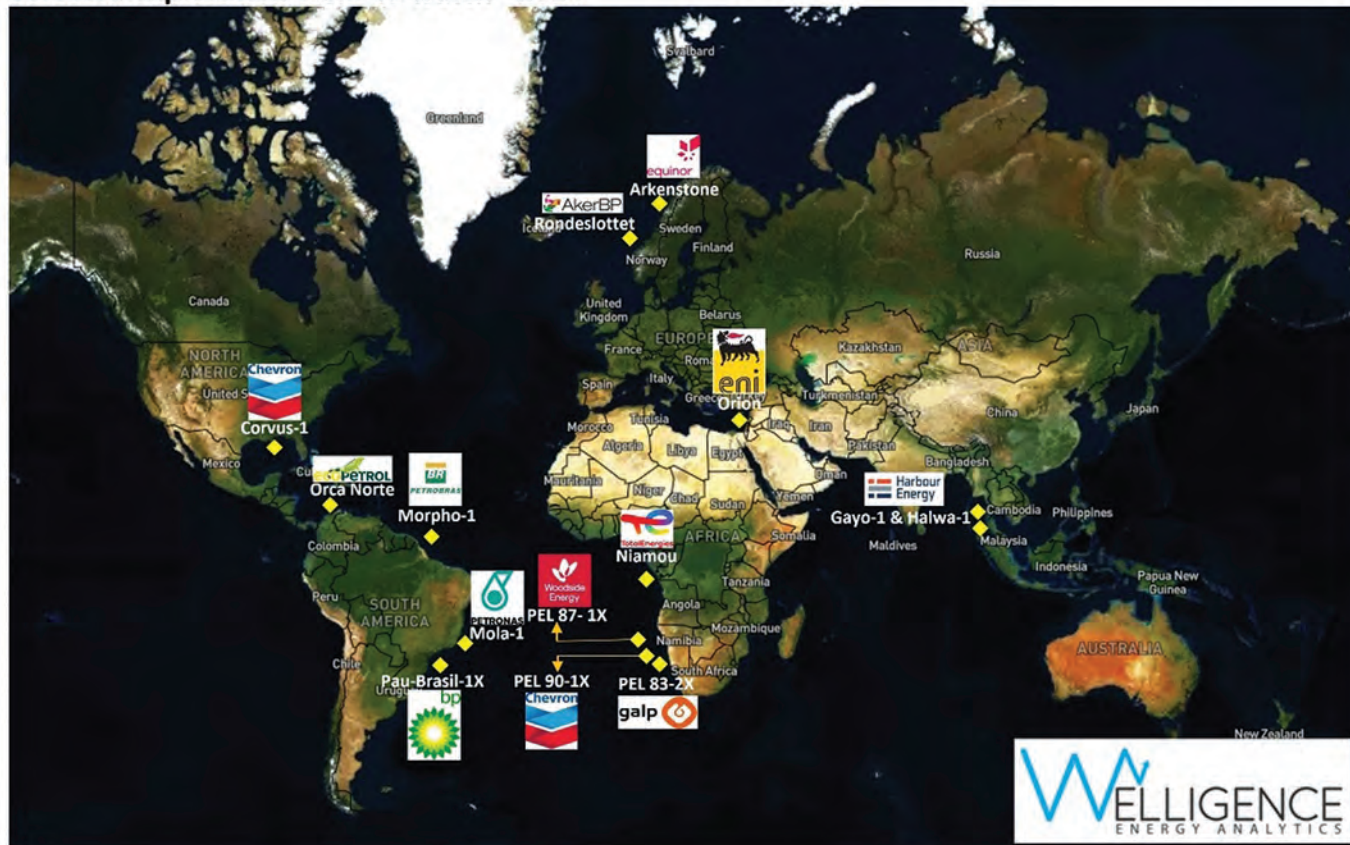 Greenland
Svalbard
equinor
Arkenstone
AkerBP
Rondeslottet
Sweden
Finland
Norway
Russia
Canada
United
Kingdom
Belarus
EUROPE
France
Kazakhstan
ASIA
NORTH
AMERICA
Chevron
eni
Italy
Spain
Turkmenistan
Orion
Corvus-1
China
Japan
Morocco
Tunisia
Algeria
Libya
Egypt
Iraq
Iran
Pakistan
Mexico
Bangladesh
Oman
PETROL
Orca Norte
BR
PETROBRAS
Morpho-1
Mauritania
Niger
Chad
Sudan
Yemen
Harbour
Energy
Gayo-1 & Halwa-1
Cambodia
Philippines
Colombia
TotalEnergies
Niamou
AFRICA
Somalia
Maldives
Malaysia
Indonesia
Papua New
Guinea
Peru
SOUTH
AMERICA
PETRONAS
Mola-1
Woodside
Energy
PEL 87- 1X
Angola
Tanzania
Mozambique
Namibia
South Africa
AUSTRALIA
Chile
Pau-Brasil-1X
bp
PEL 90-1X
Chevron
PEL 83-2X
galp
New Zealand
WELLIGENCE
ENERGY ANALYTICS